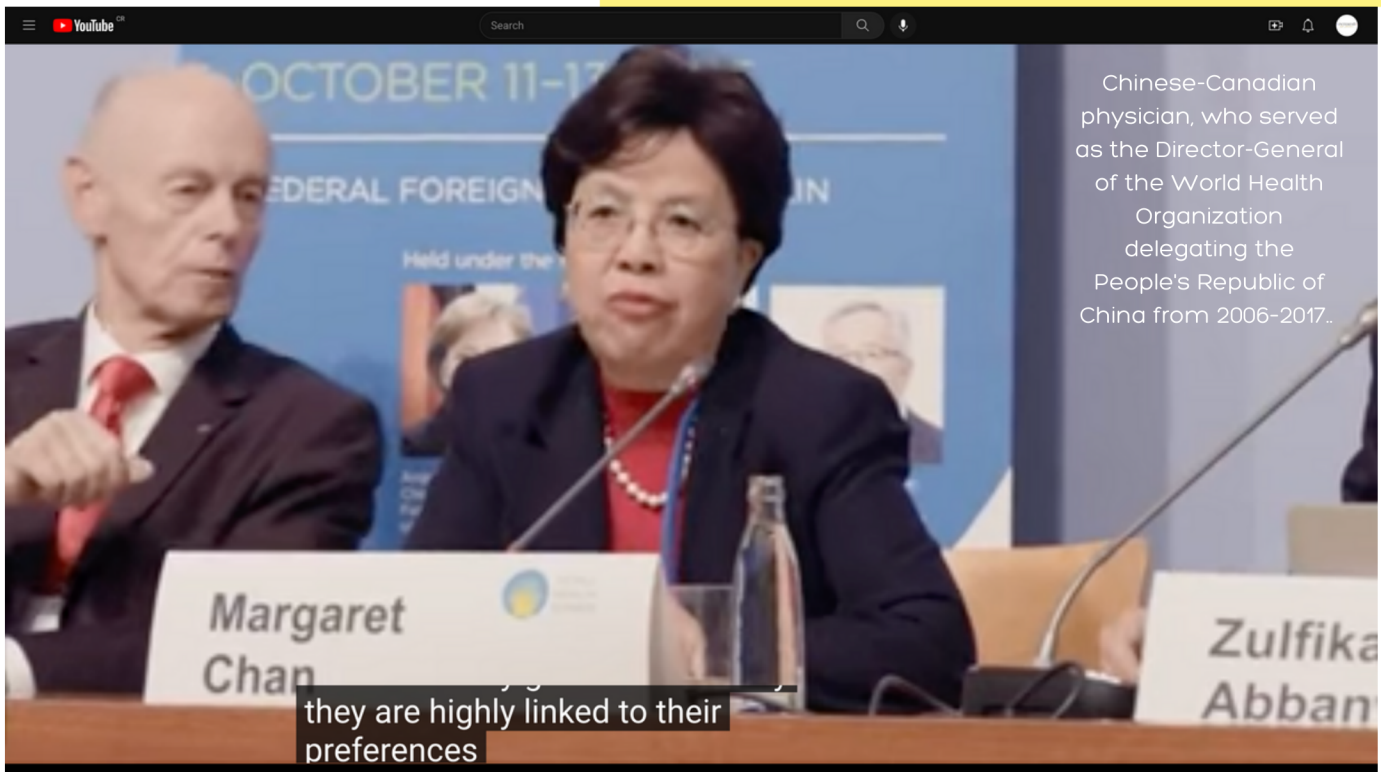 YouTube CR
Search
Chinese-Canadian
physician, who served
as the Director-General
of the World Health
Organization
delegating the
People's Republic of
China from 2006-2017..
OCTOBER 11-1
EDERAL FOREIGN IN
Held under the
Margaret
Chan
Zulfika
Abban
they are highly linked to their
preferences